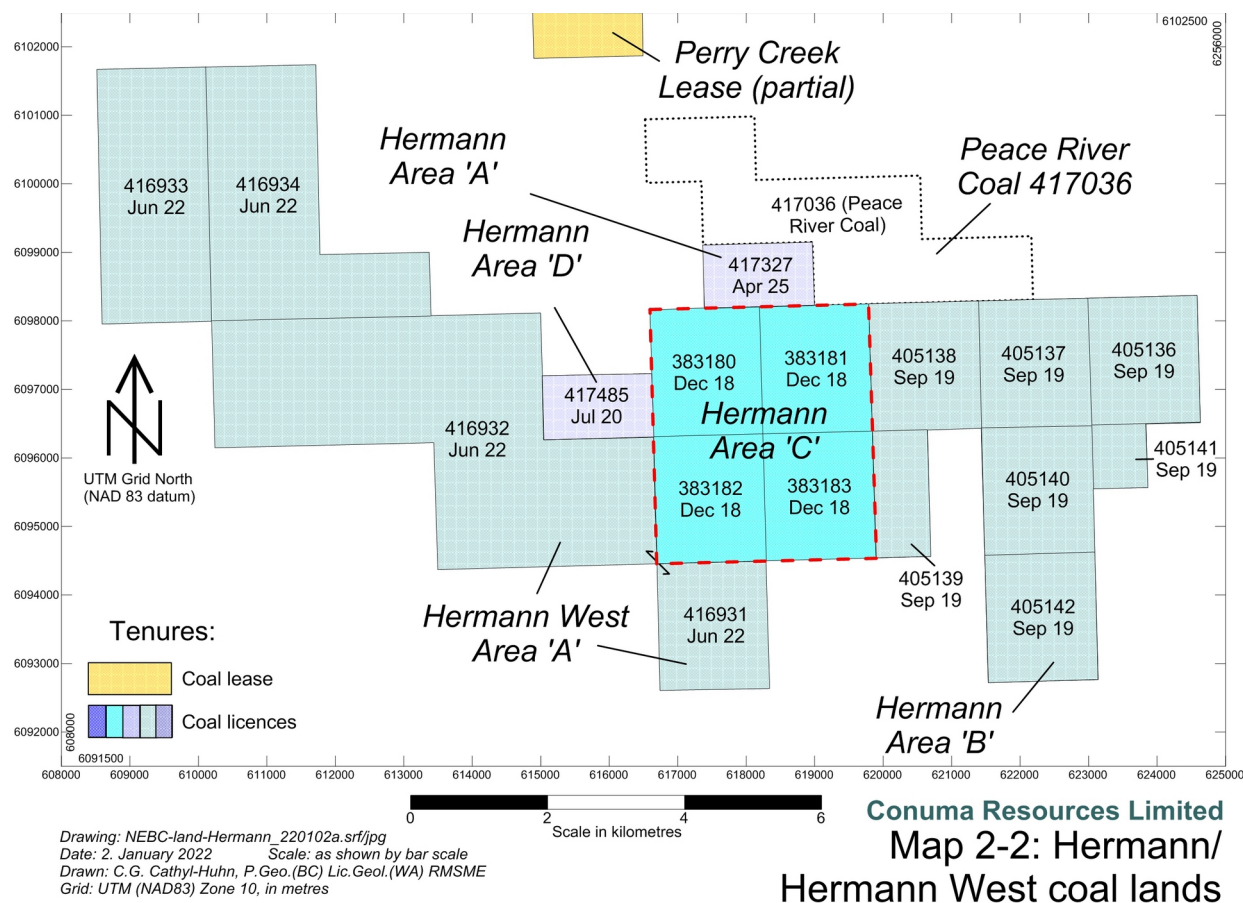 6102500
6256000
6102000
6101000
6100000
6099000
6098000
6097000
6096000
6095000
6094000
6093000
6092000
Perry Creek
Lease (partial)
Hermann
Area 'A'
Peace River
Coal 417036
416933
Jun 22
416934
Jun 22
417036 (Peace
River Coal)
Hermann
Area 'D'
417327
Apr 25
383180
Dec 18
383181
Dec 18
405138
Sep 19
405137
Sep 19
405136
Sep 19
417485
Jul 20
Hermann
Area 'C'
416932
Jun 22
405141
Sep 19
UTM Grid North
(NAD 83 datum)
383182
Dec 18
383183
Dec 18
405140
Sep 19
405139
Sep 19
Hermann West
Area 'A'
416931
Jun 22
405142
Sep 19
Tenures:
Coal lease
Coal licences
Hermann
Area 'B'
608000
6091500
608000 609000 610000 611000 612000 613000 614000 615000 616000 617000 618000 619000 620000 621000 622000 623000 624000 625000
0 2 4 6
Scale in kilometres
Drawing: NEBC-land-Hermann_220102a.srf/jpg
Date: 2. January 2022 Scale: as shown by bar scale
Drawn: C.G. Cathyl-Huhn, P.Geo.(BC) Lic.Geol.(WA) RMSME
Grid: UTM (NAD83) Zone 10, in metres
Conuma Resources Limited
Map 2-2: Hermann/
Hermann West coal lands